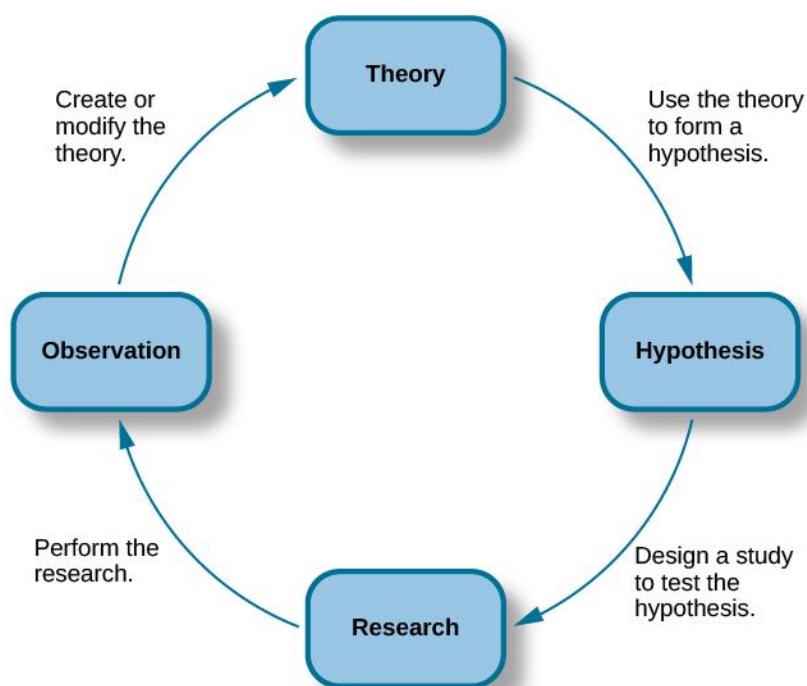 Theory
Create or
modify the
theory.
Use the theory
to form a
hypothesis.
Observation
Hypothesis
Perform the
research.
Design a study
to test the
hypothesis.
Research